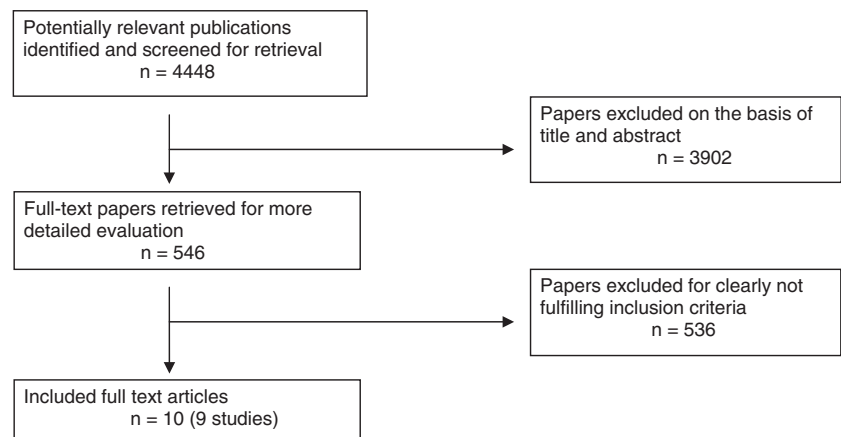 Potentially relevant publications
identified and screened for retrieval
n = 4448
Papers excluded on the basis of
title and abstract
n = 3902
Full-text papers retrieved for more
detailed evaluation
n = 546
Papers excluded for clearly not
fulfilling inclusion criteria
n = 536
Included full text articles
n = 10 (9 studies)